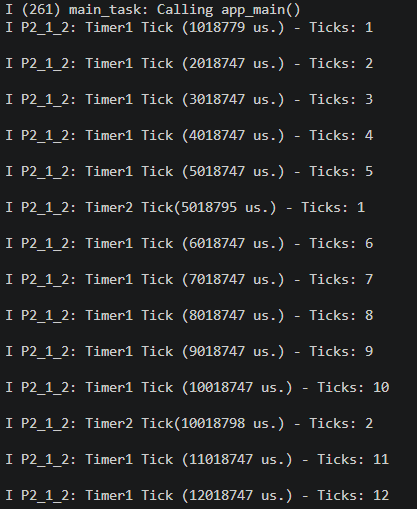 I (261) main_task: Calling app_main()
I P2_1_2: Timer1 Tick (1018779 us.) - Ticks: 1
I P2_1_2: Timer1 Tick (2018747 us.) - Ticks: 2
I P2_1_2: Timer1 Tick (3018747 us.) - Ticks: 3
I P2_1_2: Timer1 Tick (4018747 us.) - Ticks: 4
I P2_1_2: Timer1 Tick (5018747 us.) - Ticks: 5
I P2_1_2: Timer2 Tick(5018795 us.) - Ticks: 1
I P2_1_2: Timer1 Tick (6018747 us.) - Ticks: 6
I P2_1_2: Timer1 Tick (7018747 us.) - Ticks: 7
I P2_1_2: Timer1 Tick (8018747 us.) - Ticks: 8
I P2_1_2: Timer1 Tick (9018747 us.) - Ticks: 9
I P2_1_2: Timer1 Tick (10018747 us.) - Ticks: 10
I P2_1_2: Timer2 Tick(10018798 us.) - Ticks: 2
I P2_1_2: Timer1 Tick (11018747 us.) - Ticks: 11
I P2_1_2: Timer1 Tick (12018747 us.) - Ticks: 12